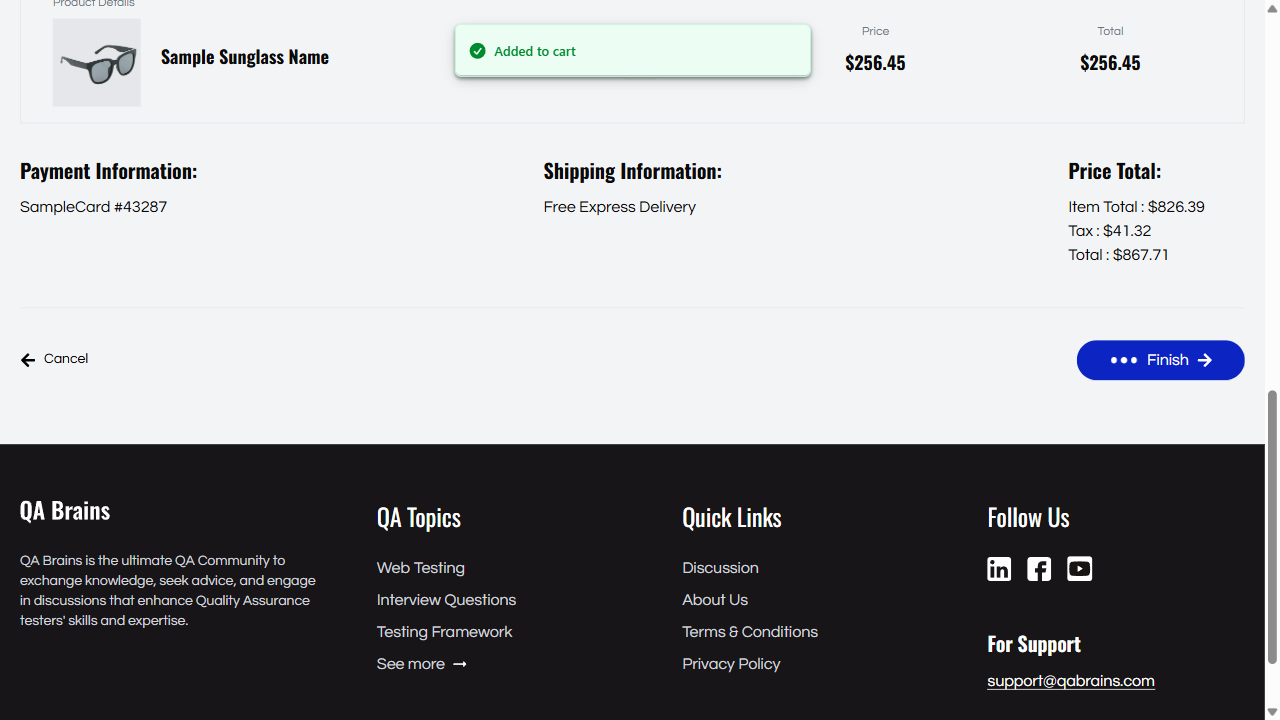 Product Details
Sample Sunglass Name
Added to cart
Price
$256.45
Total
$256.45
Payment Information:
SampleCard #43287
Shipping Information:
Free Express Delivery
Price Total:
Item Total : $826.39
Tax : $41.32
Total : $867.71
Cancel
Finish
QA Brains
QA Brains is the ultimate QA Community to
exchange knowledge, seek advice, and engage
in discussions that enhance Quality Assurance
testers' skills and expertise.
QA Topics
Web Testing
Interview Questions
Testing Framework
See more
Quick Links
Discussion
About Us
Terms & Conditions
Privacy Policy
Follow Us
For Support
support@qabrains.com